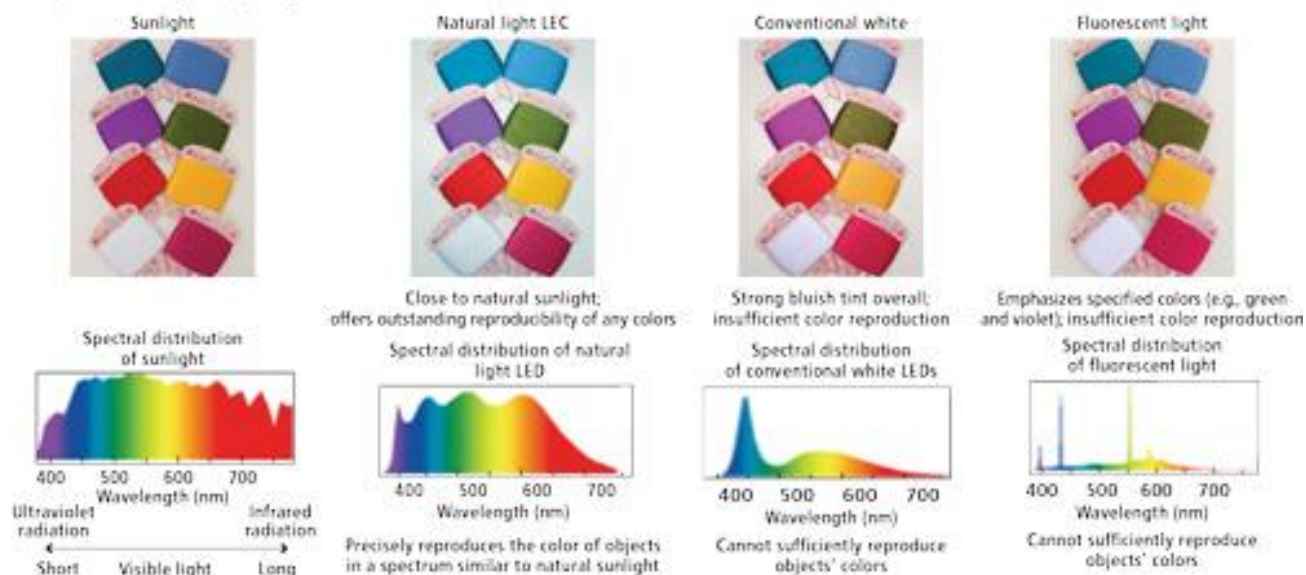 Sunlight
Natural light LEC
Conventional white
Fluorescent light
Close to natural sunlight;
offers outstanding reproducibility of any colors
Strong bluish tint overall;
insufficient color reproduction
Emphasizes specified colors (e.g., green
and violet); insufficient color reproduction
Spectral distribution
of sunlight
Spectral distribution of natural
light LED
Spectral distribution
of conventional white LEDs
Spectral distribution
of fluorescent light
400 500 600 700
Wavelength (nm)
400 500 600 700
Wavelength (nm)
400 500 600 700
Wavelength (nm)
400 500 600 700
Wavelength (nm)
Ultraviolet
radiation
Infrared
radiation
Short Visible light Long
Precisely reproduces the color of objects
in a spectrum similar to natural sunlight
Cannot sufficiently reproduce
objects' colors
Cannot sufficiently reproduce
objects' colors